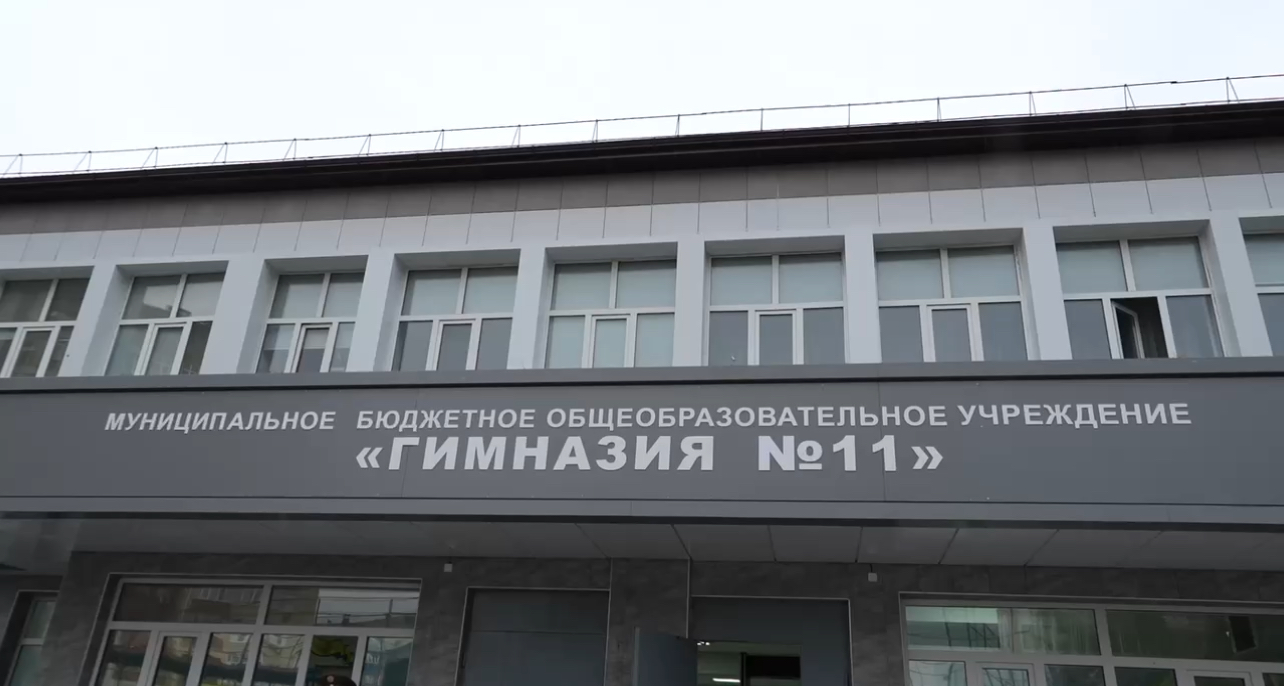 МУНИЦИПАЛЬНОЕ БЮДЖЕТНОЕ ОБЩЕОБРАЗОВАТЕЛЬНОЕ УЧРЕЖДЕНИЕ
«ГИМНАЗИЯ №11»